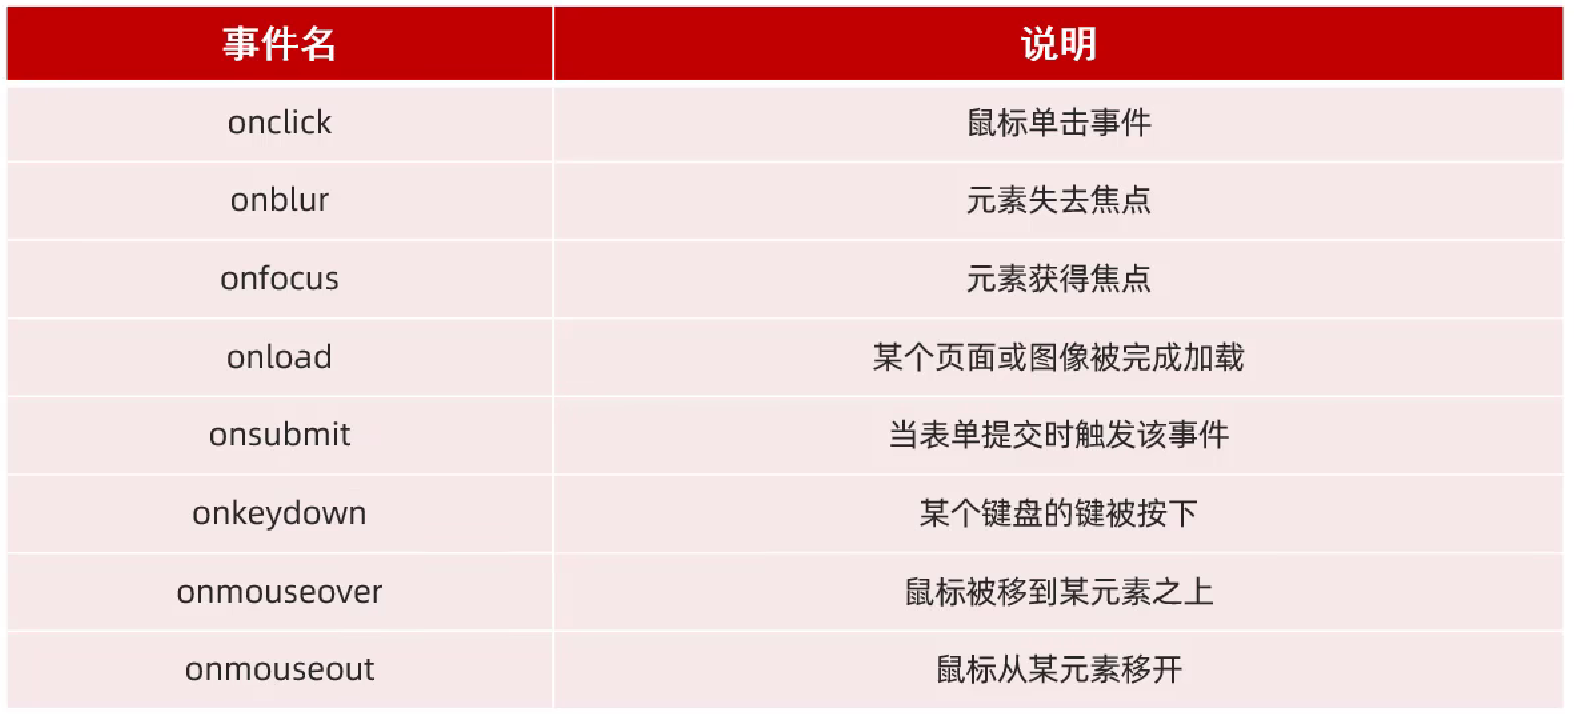 事件名 说明
onclick 鼠标单击事件
onblur 元素失去焦点
onfocus 元素获得焦点
onload 某个页面或图像被完成加载
onsubmit 当表单提交时触发该事件
onkeydown 某个键盘的键被按下
onmouseover 鼠标被移到某元素之上
onmouseout 鼠标从某元素移开